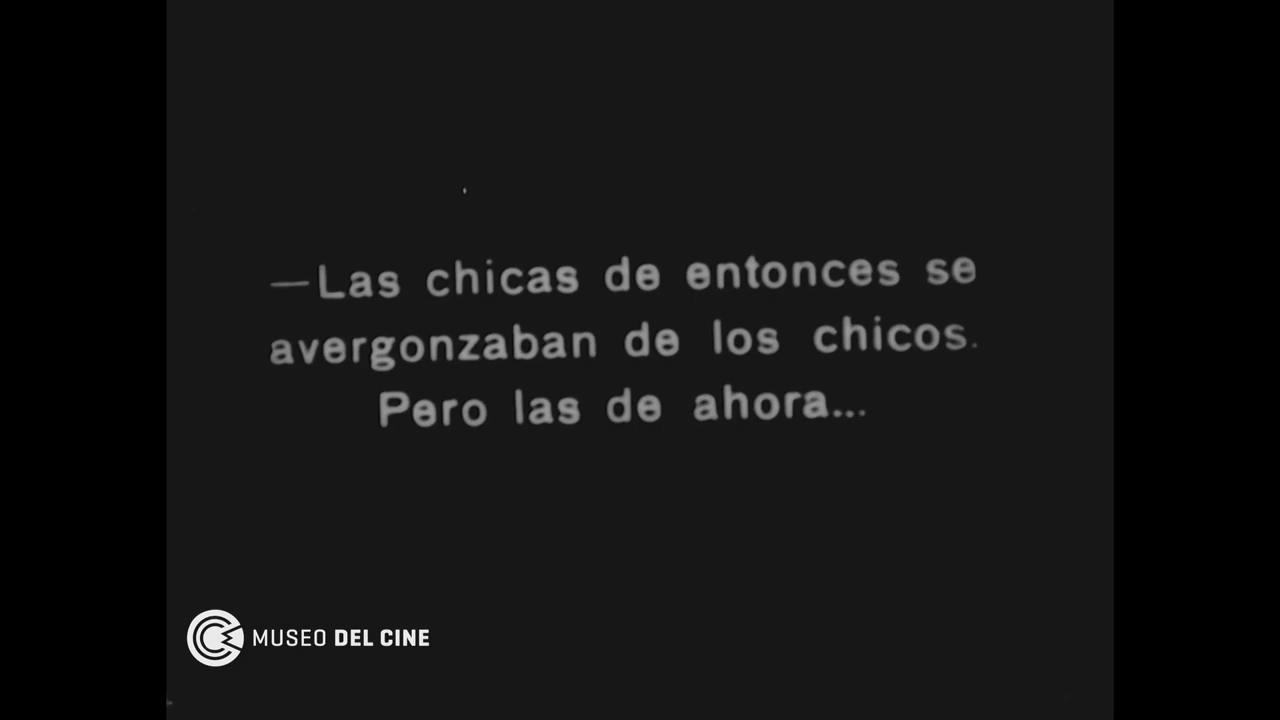 —Las chicas de entonces se
avergonzaban de los chicos.
Pero las de ahora...
MUSEO DEL CINE